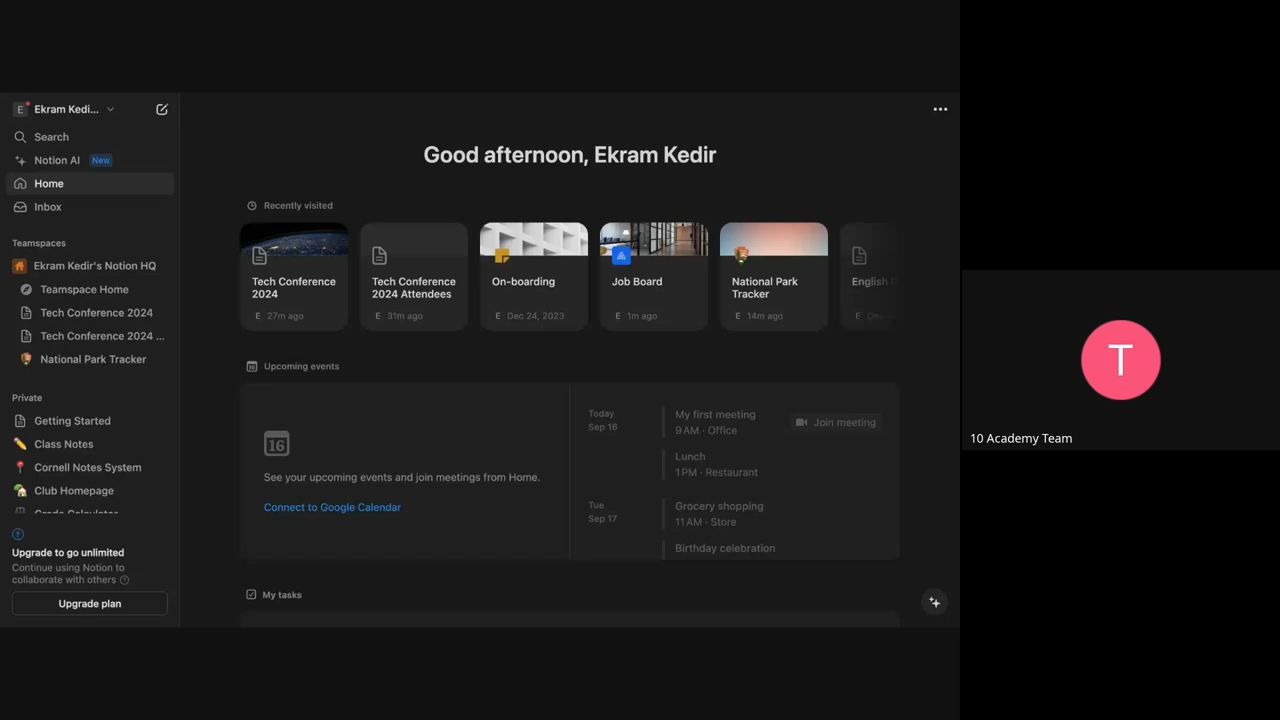 E Ekram Kedi...
Search
Notion AI New
Home
Inbox
Teamspaces
Ekram Kedir's Notion HQ
Teamspace Home
Tech Conference 2024
Tech Conference 2024 ...
National Park Tracker
Private
Getting Started
Class Notes
Cornell Notes System
Club Homepage
Grade Calculator
Upgrade to go unlimited
Continue using Notion to
collaborate with others
Upgrade plan
Good afternoon, Ekram Kedir
Recently visited
Tech Conference
2024
E 27m ago
Tech Conference
2024 Attendees
E 31m ago
On-boarding
E Dec 24, 2023
Job Board
E 1m ago
National Park
Tracker
E 14m ago
English
E
Upcoming events
16
See your upcoming events and join meetings from Home.
Connect to Google Calendar
Today
Sep 16
My first meeting
9 AM · Office
Join meeting
Lunch
1 PM · Restaurant
Tue
Sep 17
Grocery shopping
11 AM · Store
Birthday celebration
My tasks
T
10 Academy Team